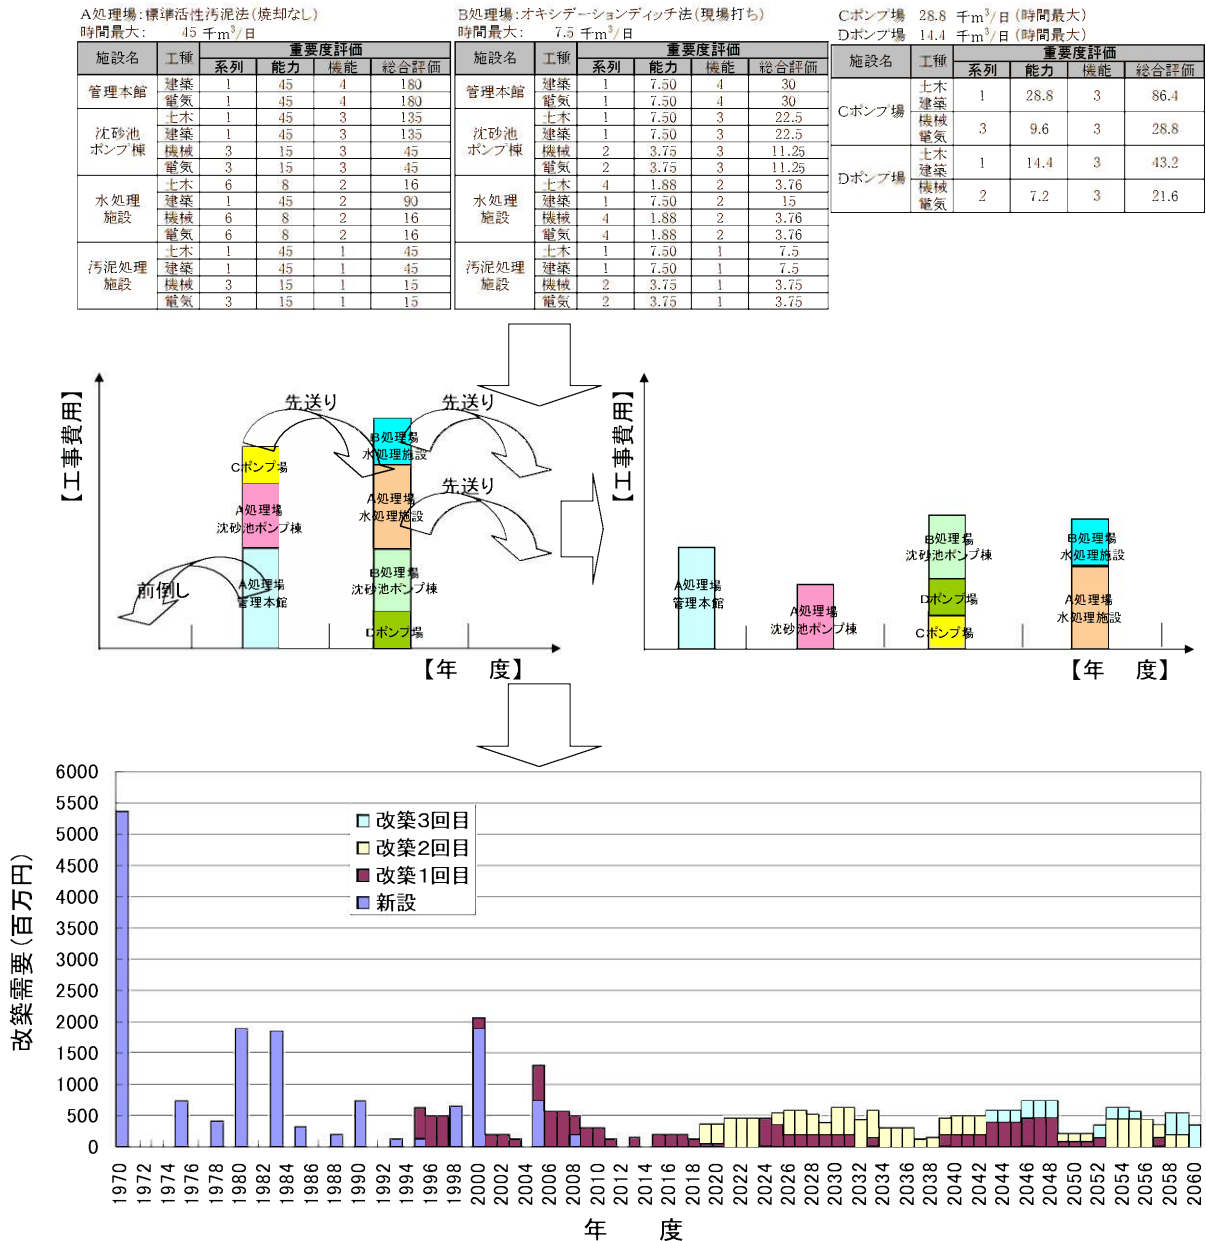 A処理場:標準活性汚泥法(焼却なし)
時間最大: 45 千m³/日
施設名 工種 重要度評価
系列 能力 機能 総合評価
管理本館 建築 1 45 4 180
電気 1 45 4 180
沈砂池ポンプ棟 土木 1 45 3 135
建築 1 45 3 135
機械 3 15 3 45
電気 3 15 3 45
水処理施設 土木 6 8 2 16
建築 1 45 2 90
機械 6 8 2 16
電気 6 8 2 16
汚泥処理施設 土木 1 45 1 45
建築 1 45 1 45
機械 3 15 1 15
電気 3 15 1 15
B処理場:オキシデーションディッチ法(現場打ち)
時間最大: 7.5 千m³/日
施設名 工種 重要度評価
系列 能力 機能 総合評価
管理本館 建築 1 7.50 4 30
電気 1 7.50 4 30
沈砂池ポンプ棟 土木 1 7.50 3 22.5
建築 1 7.50 3 22.5
機械 2 3.75 3 11.25
電気 2 3.75 3 11.25
水処理施設 土木 4 1.88 2 3.76
建築 1 7.50 2 15
機械 4 1.88 2 3.76
電気 4 1.88 2 3.76
汚泥処理施設 土木 1 7.50 1 7.5
建築 1 7.50 1 7.5
機械 2 3.75 1 3.75
電気 2 3.75 1 3.75
Cポンプ場 28.8 千m³/日(時間最大)
Dポンプ場 14.4 千m³/日(時間最大)
施設名 工種 重要度評価
系列 能力 機能 総合評価
Cポンプ場 土木建築 1 28.8 3 86.4
機械電気 3 9.6 3 28.8
Dポンプ場 土木建築 1 14.4 3 43.2
機械電気 2 7.2 3 21.6
【工事費用】
先送り
先送り
先送り
前倒し
Cポンプ場
A処理場
沈砂池ポンプ棟
A処理場
管理本館
B処理場
水処理施設
A処理場
水処理施設
B処理場
沈砂池ポンプ棟
Dポンプ場
【年 度】
【工事費用】
A処理場
管理本館
A処理場
沈砂池ポンプ棟
B処理場
沈砂池ポンプ棟
Dポンプ場
Cポンプ場
B処理場
水処理施設
A処理場
水処理施設
【年 度】
改築需要(百万円)
6000
5500
5000
4500
4000
3500
3000
2500
2000
1500
1000
500
0
改築3回目
改築2回目
改築1回目
新設
1970 1972 1974 1976 1978 1980 1982 1984 1986 1988 1990 1992 1994 1996 1998 2000 2002 2004 2006 2008 2010 2012 2014 2016 2018 2020 2022 2024 2026 2028 2030 2032 2034 2036 2038 2040 2042 2044 2046 2048 2050 2052 2054 2056 2058 2060
年 度